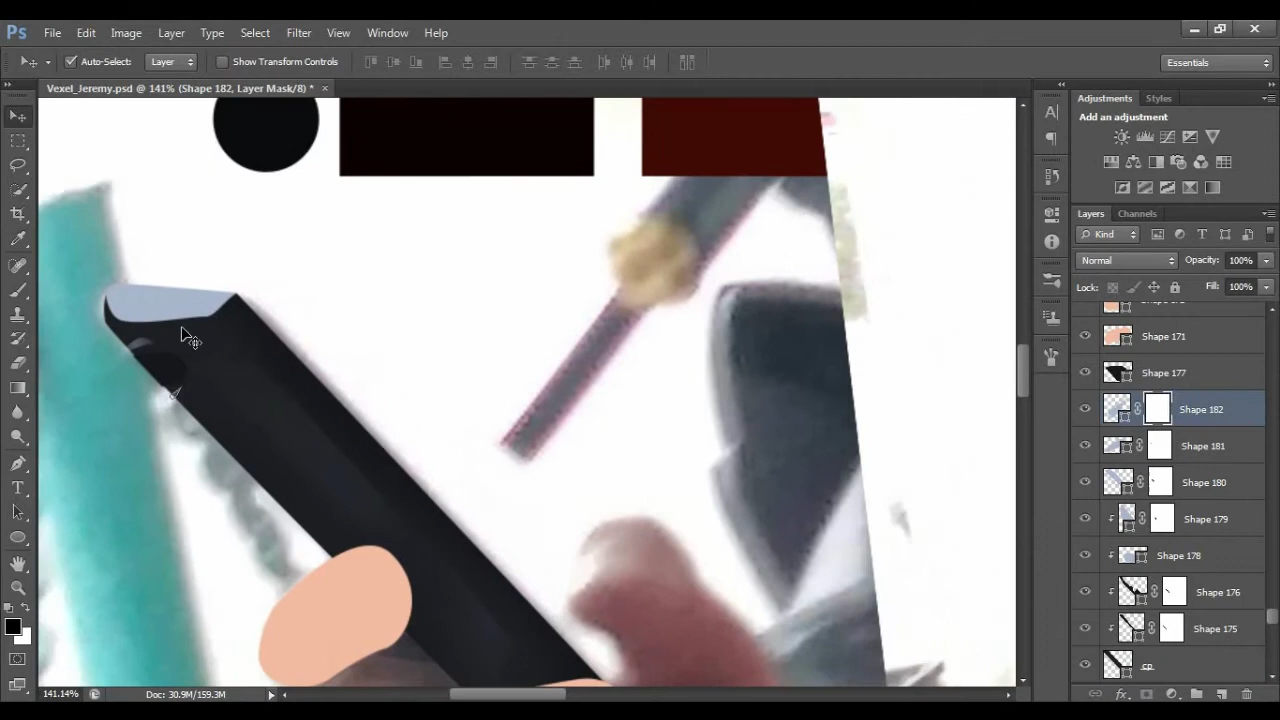 Ps File Edit Image Layer Type Select Filter View Window Help
Auto-Select: Layer Show Transform Controls Essentials
Vexel_Jeremy.psd @ 141% (Shape 182, Layer Mask/8) * ×
Adjustments Styles
Add an adjustment
Layers Channels
Kind T
Normal Opacity: 100%
Lock: Fill: 100%
Shape 171
Shape 177
Shape 182
Shape 181
Shape 180
Shape 179
Shape 178
Shape 176
Shape 175
cp
141.14% Doc: 30.9M/159.3M